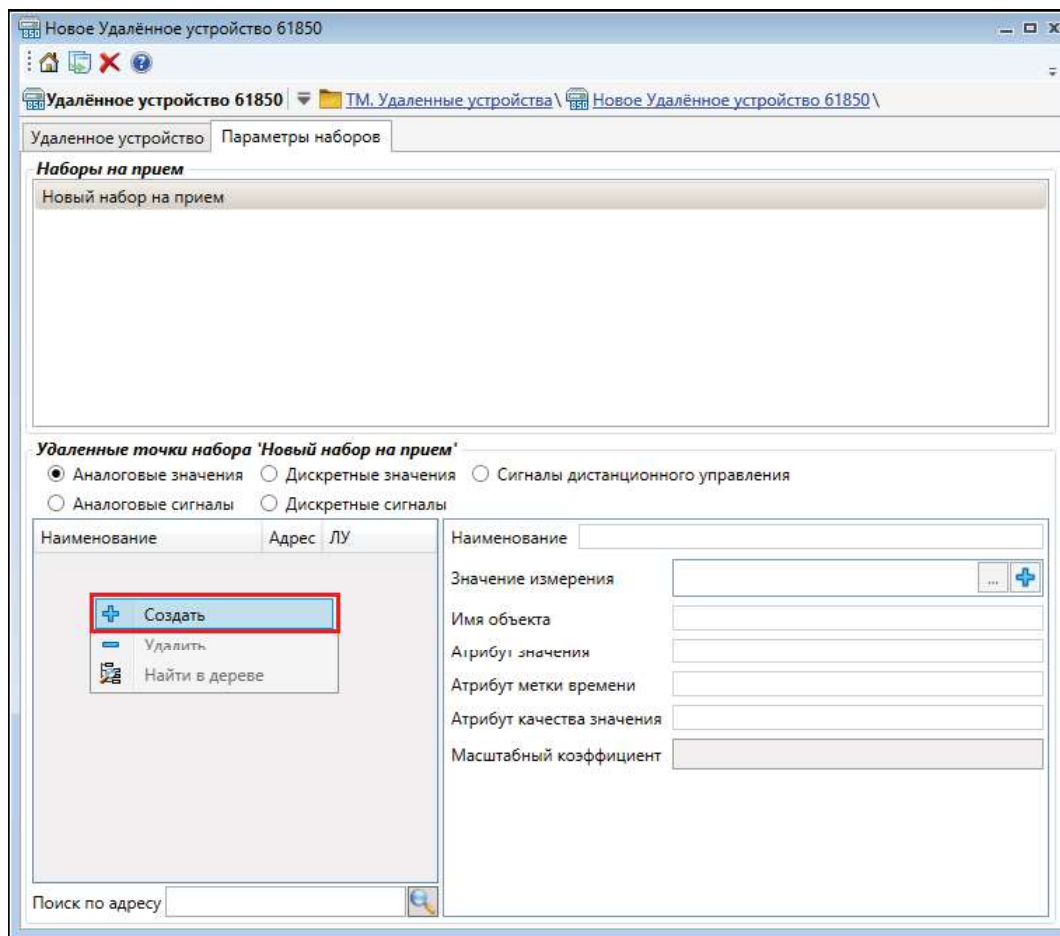 Новое Удалённое устройство 61850
Удалённое устройство 61850 ТМ. Удаленные устройства\ Новое Удалённое устройство 61850\
Удаленное устройство Параметры наборов
Наборы на прием
Новый набор на прием
Удаленные точки набора 'Новый набор на прием'
Аналоговые значения Дискретные значения Сигналы дистанционного управления
Аналоговые сигналы Дискретные сигналы
Наименование Адрес ЛУ
Создать
Удалить
Найти в дереве
Поиск по адресу
Наименование
Значение измерения ...
Имя объекта
Атрибут значения
Атрибут метки времени
Атрибут качества значения
Масштабный коэффициент